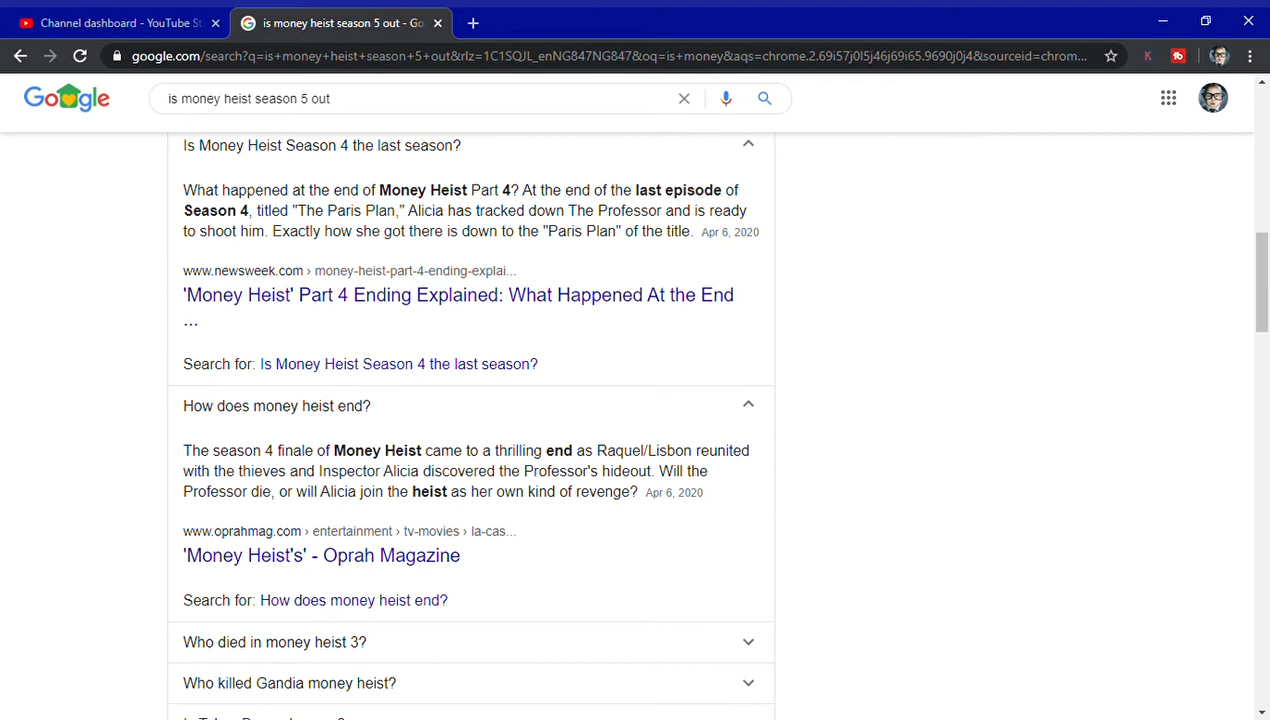 Channel dashboard - YouTube St
is money heist season 5 out - Go
google.com/search?q=is+money+heist+season+5+out&rlz=1C1SQJL_enNG847NG847&oq=is+money&aqs=chrome.2.69i57j0l5j46j69i65.9690j0j4&sourceid=chrom...
Google
is money heist season 5 out
Is Money Heist Season 4 the last season?
What happened at the end of Money Heist Part 4? At the end of the last episode of
Season 4, titled "The Paris Plan," Alicia has tracked down The Professor and is ready
to shoot him. Exactly how she got there is down to the "Paris Plan" of the title. Apr 6, 2020
www.newsweek.com › money-heist-part-4-ending-explai...
'Money Heist' Part 4 Ending Explained: What Happened At the End
...
Search for: Is Money Heist Season 4 the last season?
How does money heist end?
The season 4 finale of Money Heist came to a thrilling end as Raquel/Lisbon reunited
with the thieves and Inspector Alicia discovered the Professor's hideout. Will the
Professor die, or will Alicia join the heist as her own kind of revenge? Apr 6, 2020
www.oprahmag.com › entertainment › tv-movies › la-cas...
'Money Heist's' - Oprah Magazine
Search for: How does money heist end?
Who died in money heist 3?
Who killed Gandia money heist?